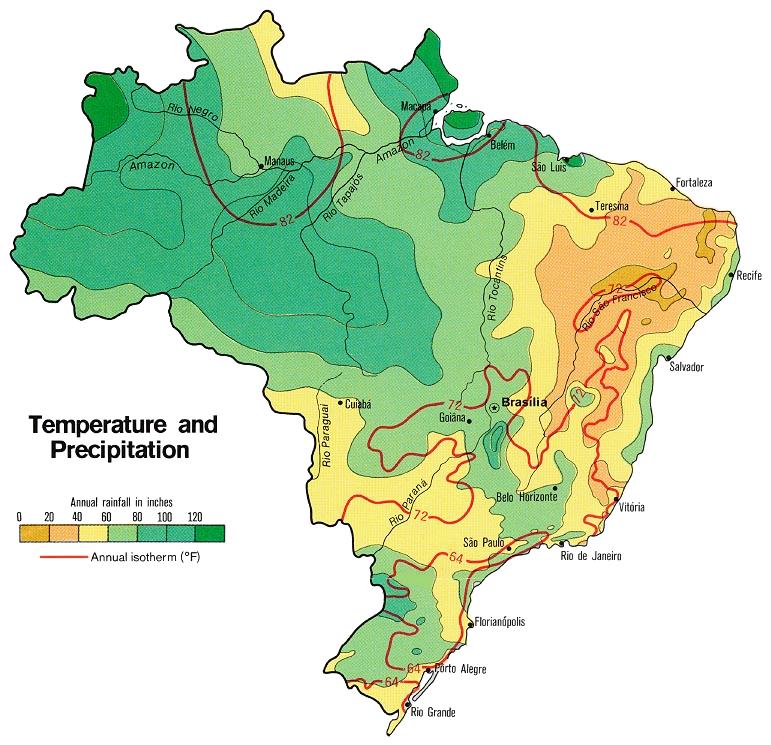 Macapá
Rio Negro
Belém
Amazon
82
Manaus
Amazon
São Luis
Rio Madeira
Rio Tapajós
Fortaleza
82
Teresina
82
Rio Tocantins
72
Rio São Francisco
Recife
Salvador
72
72
Brasília
Cuiabá
Goiâna
Temperature and
Precipitation
Rio Paraguai
Rio Paraná
72
Belo Horizonte
Vitória
Annual rainfall in inches
0 20 40 60 80 100 120
Annual isotherm (°F)
São Paulo
64
Rio de Janeiro
Florianópolis
64
Porto Alegre
64
Rio Grande